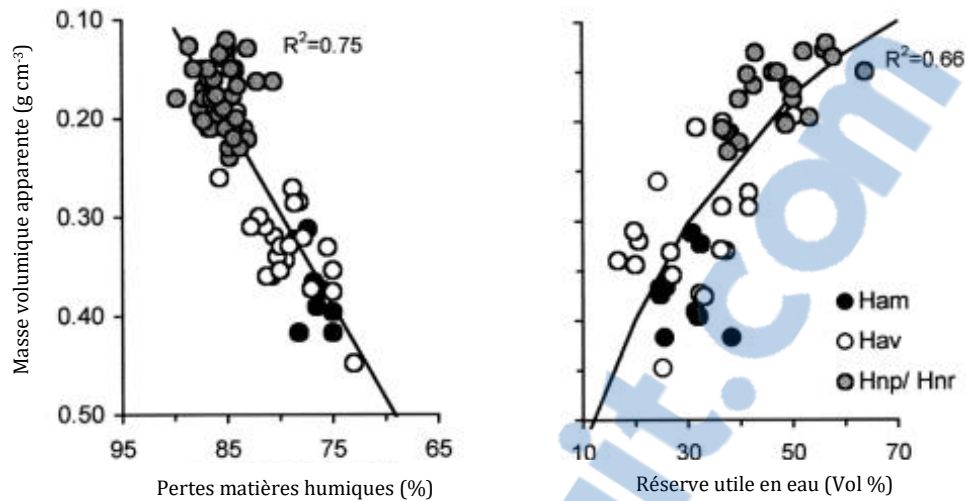 Masse volumique apparente (g cm-3)
0.10
0.20
0.30
0.40
0.50
R2=0.75
95
85
75
65
Pertes matières humiques (%)
R2=0.66
Ham
Hav
Hnp/ Hnr
10
30
50
70
Réserve utile en eau (Vol %)
it.com